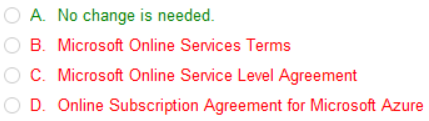 A. No change is needed.
B. Microsoft Online Services Terms
C. Microsoft Online Service Level Agreement
D. Online Subscription Agreement for Microsoft Azure